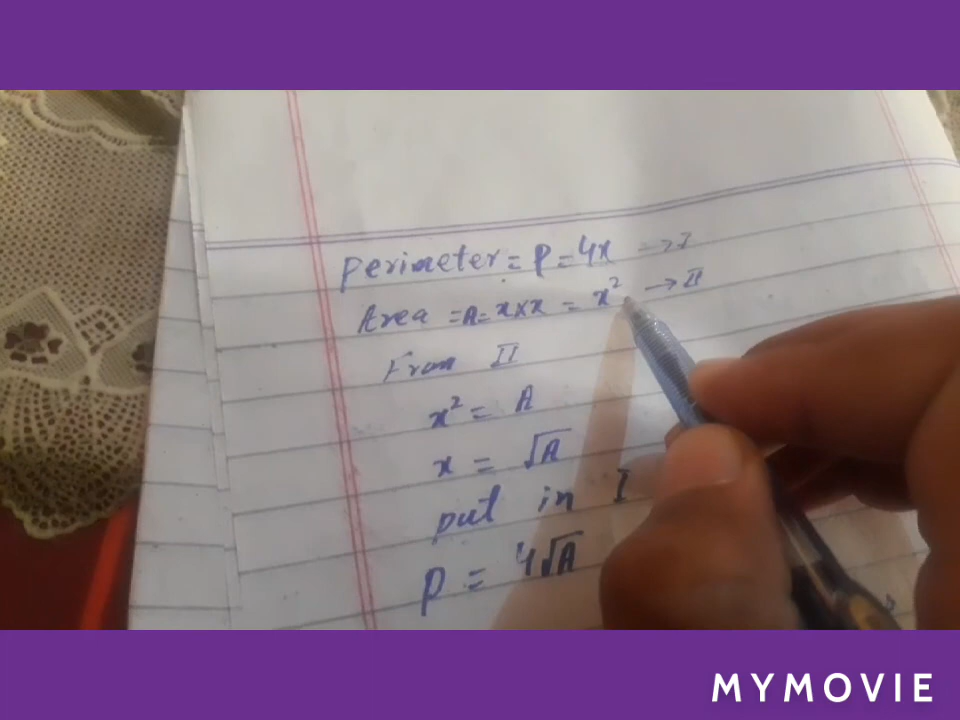 Perimeter = P = 4x → I
Area = A = x×x = x² → II
From II
x² = A
x = √A
put in I
P = 4√A
MYMOVIE